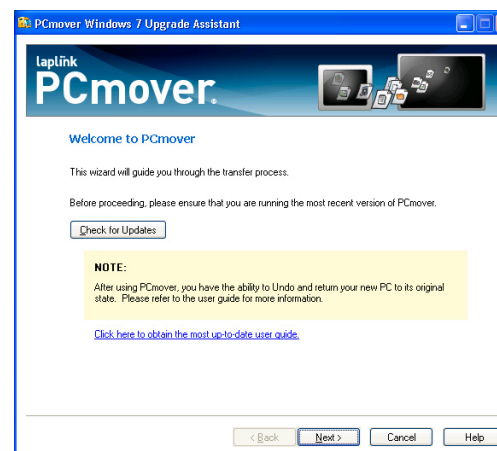 PCmover Windows 7 Upgrade Assistant
laplink
PCmover.
Welcome to PCmover
This wizard will guide you through the transfer process.
Before proceeding, please ensure that you are running the most recent version of PCmover.
Check for Updates
NOTE:
After using PCmover, you have the ability to Undo and return your new PC to its original
state. Please refer to the user guide for more information.
Click here to obtain the most up-to-date user guide.
< Back
Next >
Cancel
Help